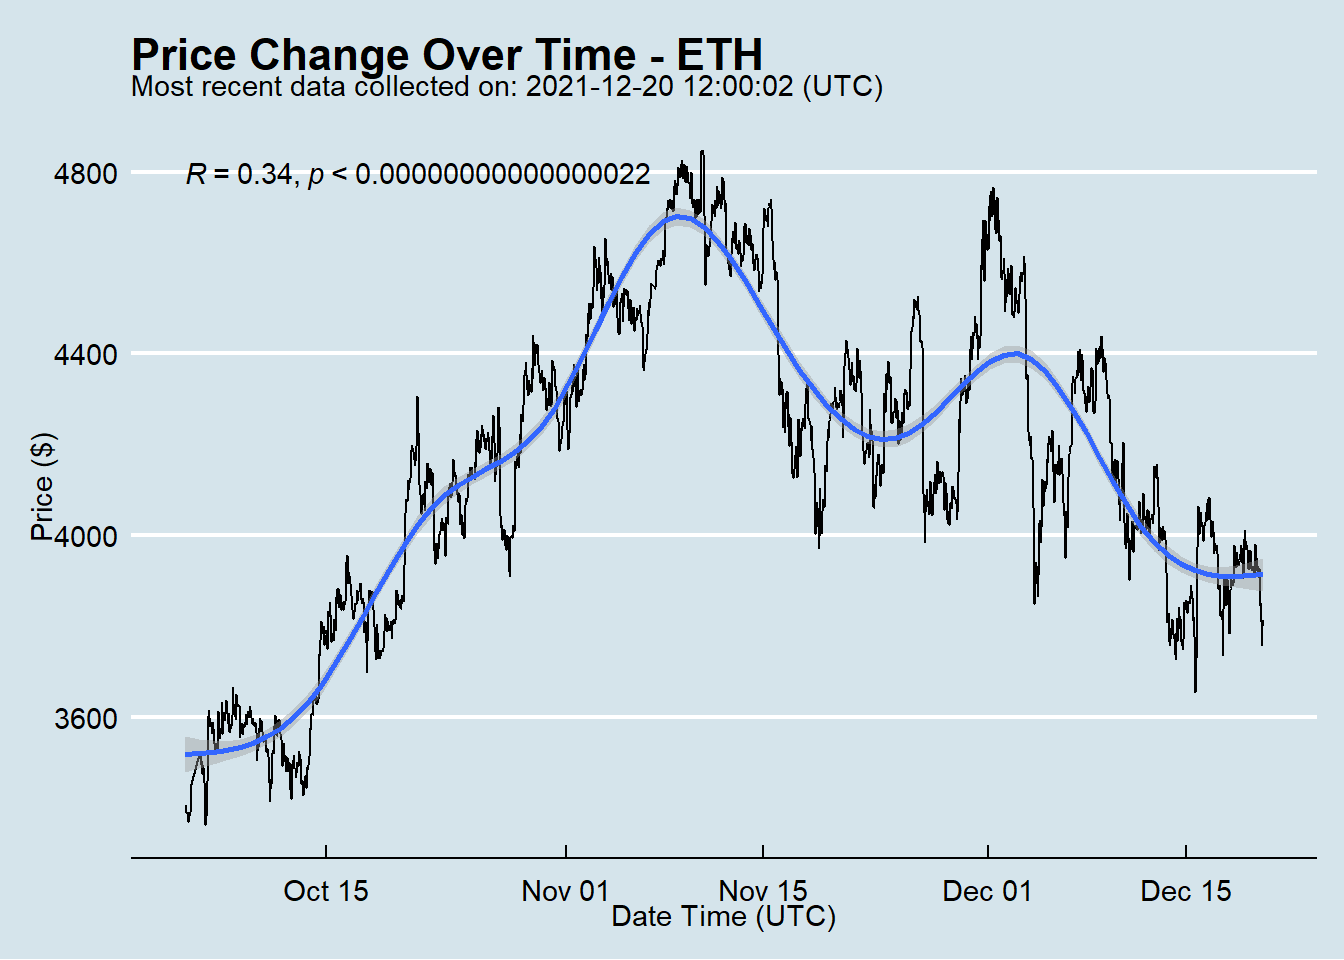 Price Change Over Time - ETH
Most recent data collected on: 2021-12-20 12:00:02 (UTC)
R = 0.34, p < 0.00000000000000022
4800
4400
4000
3600
Price ($)
Oct 15
Nov 01
Nov 15
Dec 01
Dec 15
Date Time (UTC)